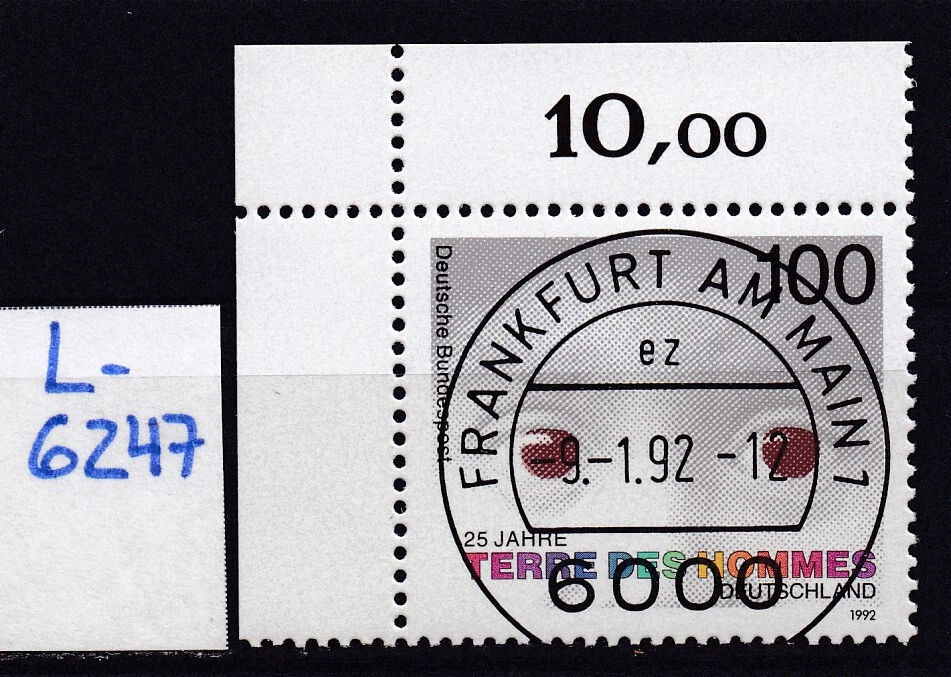 10,00
100
Deutsche Bundespost
FRANKFURT AM MAIN 1
ez
-9.-1.92 -12
25 JAHRE
TERRE DES HOMMES
6000
DEUTSCHLAND
1992
L-
6247